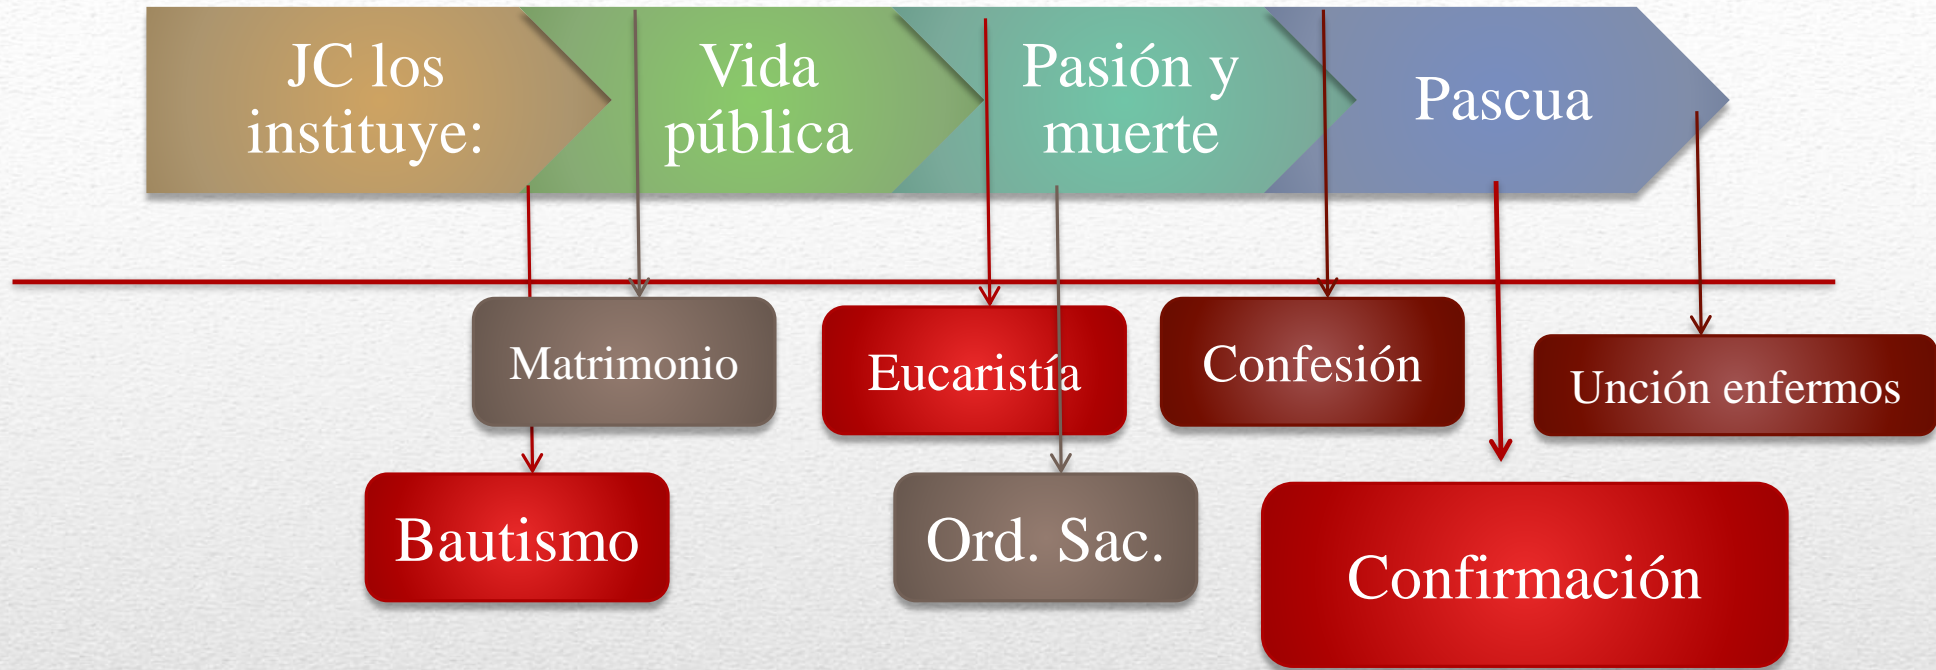 JC los
instituye:
Vida
pública
Pasión y
muerte
Pascua
Matrimonio
Eucaristía
Confesión
Unción enfermos
Bautismo
Ord. Sac.
Confirmación